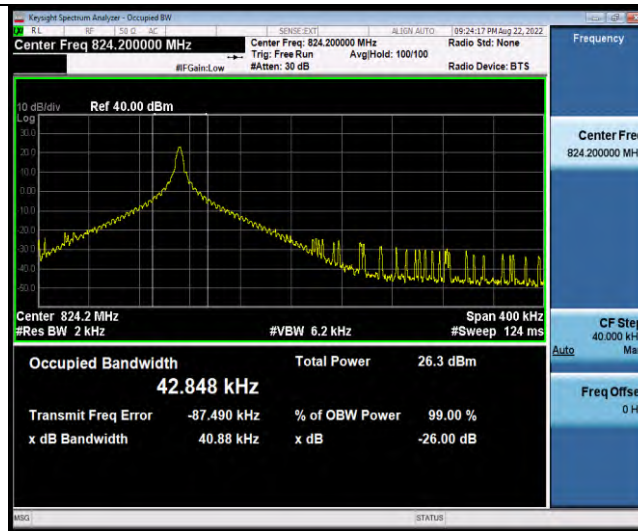 Keysight Spectrum Analyzer - Occupied BW
RL RF 50 Ω AC SENSE:EXT ALIGN AUTO 09:24:17 PM Aug 22, 2022
Center Freq 824.200000 MHz Center Freq: 824.200000 MHz Radio Std: None Frequency
Trig: Free Run Avg|Hold: 100/100
#IFGain:Low #Atten: 30 dB Radio Device: BTS
10 dB/div Ref 40.00 dBm
Log
30.0
20.0
10.0
0.00
-10.0
-20.0
-30.0
-40.0
-50.0
Center Fre
824.200000 MH
Center 824.2 MHz Span 400 kHz
#Res BW 2 kHz #VBW 6.2 kHz #Sweep 124 ms
CF Step
40.000 kH
Auto Ma
Occupied Bandwidth Total Power 26.3 dBm
42.848 kHz
Freq Offse
0 H
Transmit Freq Error -87.490 kHz % of OBW Power 99.00 %
x dB Bandwidth 40.88 kHz x dB -26.00 dB
MSG STATUS